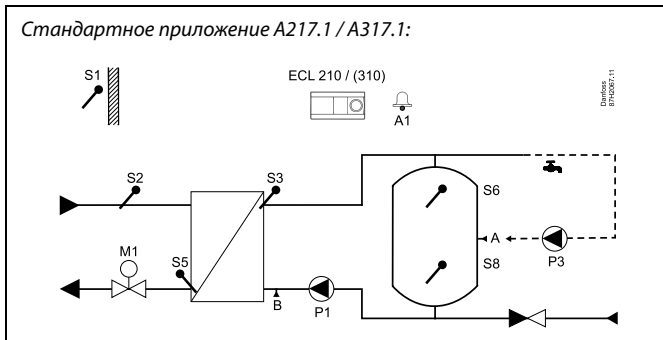 Стандартное приложение A217.1 / A317.1:
S1
ECL 210 / (310)
A1
Danfoss
87H2067.11
S2
S3
S6
M1
S5
A
P3
S8
B
P1